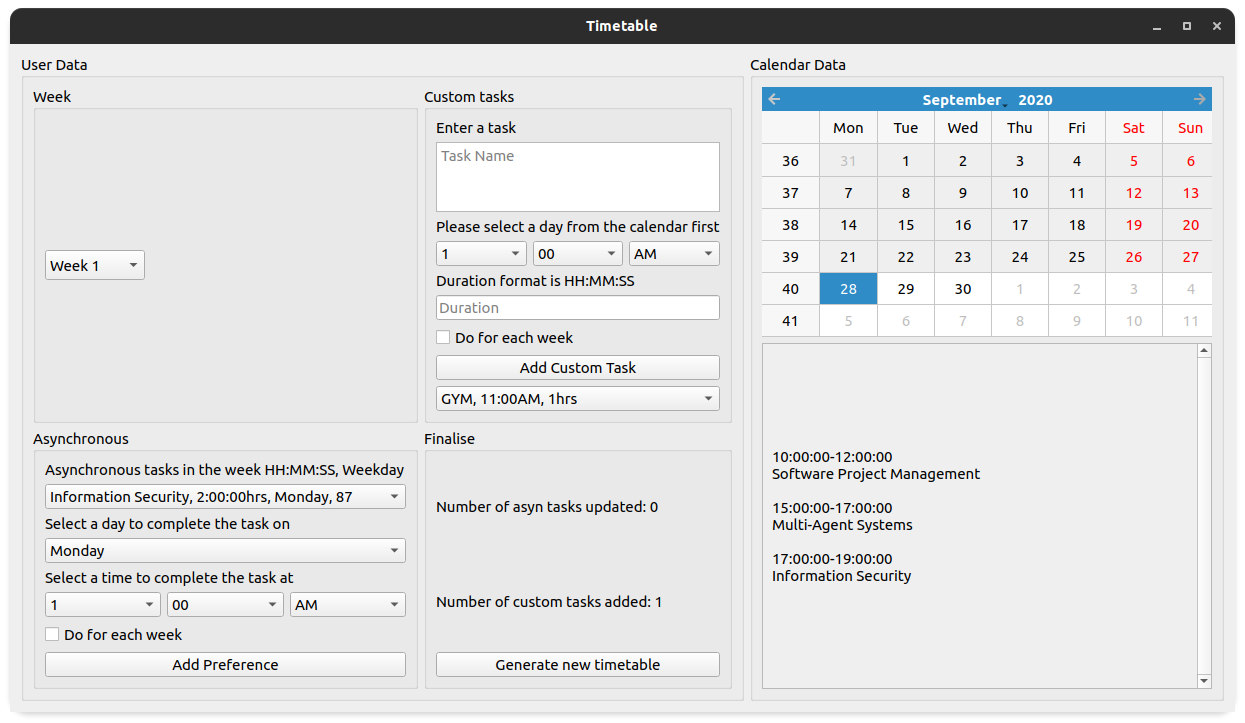 Timetable
User Data
Week
Week 1
Custom tasks
Enter a task
Task Name
Please select a day from the calendar first
1 00 AM
Duration format is HH:MM:SS
Duration
Do for each week
Add Custom Task
GYM, 11:00AM, 1hrs
Asynchronous
Asynchronous tasks in the week HH:MM:SS, Weekday
Information Security, 2:00:00hrs, Monday, 87
Select a day to complete the task on
Monday
Select a time to complete the task at
1 00 AM
Do for each week
Add Preference
Finalise
Number of asyn tasks updated: 0
Number of custom tasks added: 1
Generate new timetable
Calendar Data
September 2020
Mon Tue Wed Thu Fri Sat Sun
36 31 1 2 3 4 5 6
37 7 8 9 10 11 12 13
38 14 15 16 17 18 19 20
39 21 22 23 24 25 26 27
40 28 29 30 1 2 3 4
41 5 6 7 8 9 10 11
10:00:00-12:00:00
Software Project Management
15:00:00-17:00:00
Multi-Agent Systems
17:00:00-19:00:00
Information Security